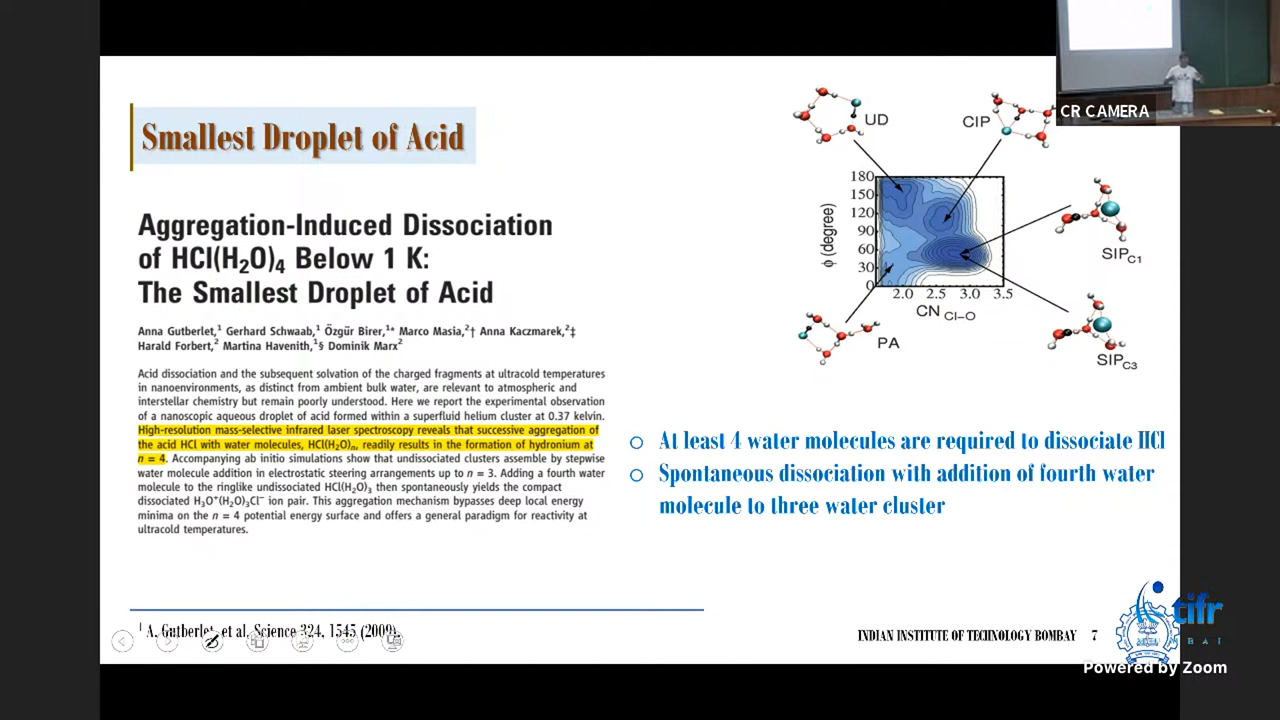 Smallest Droplet of Acid
Aggregation-Induced Dissociation
of HCl(H₂O)₄ Below 1 K:
The Smallest Droplet of Acid
Anna Gutberlet,¹ Gerhard Schwaab,¹ Özgür Birer,¹* Marco Masia,²† Anna Kaczmarek,²‡
Harald Forbert,² Martina Havenith,¹§ Dominik Marx²
Acid dissociation and the subsequent solvation of the charged fragments at ultracold temperatures
in nanoenvironments, as distinct from ambient bulk water, are relevant to atmospheric and
interstellar chemistry but remain poorly understood. Here we report the experimental observation
of a nanoscopic aqueous droplet of acid formed within a superfluid helium cluster at 0.37 kelvin.
High-resolution mass-selective infrared laser spectroscopy reveals that successive aggregation of
the acid HCl with water molecules, HCl(H₂O)ₙ, readily results in the formation of hydronium at
n = 4. Accompanying ab initio simulations show that undissociated clusters assemble by stepwise
water molecule addition in electrostatic steering arrangements up to n = 3. Adding a fourth water
molecule to the ringlike undissociated HCl(H₂O)₃ then spontaneously yields the compact
dissociated H₃O⁺(H₂O)₃Cl⁻ ion pair. This aggregation mechanism bypasses deep local energy
minima on the n = 4 potential energy surface and offers a general paradigm for reactivity at
ultracold temperatures.
UD
CIP
SIP_C1
SIP_C3
PA
φ (degree)
180
150
120
90
60
30
0
2.0 2.5 3.0 3.5
CN Cl–O
○ At least 4 water molecules are required to dissociate HCl
○ Spontaneous dissociation with addition of fourth water
molecule to three water cluster
¹ A. Gutberlet, et al, Science 324, 1545 (2009).
INDIAN INSTITUTE OF TECHNOLOGY BOMBAY 7
CR CAMERA
tifr
Powered by Zoom